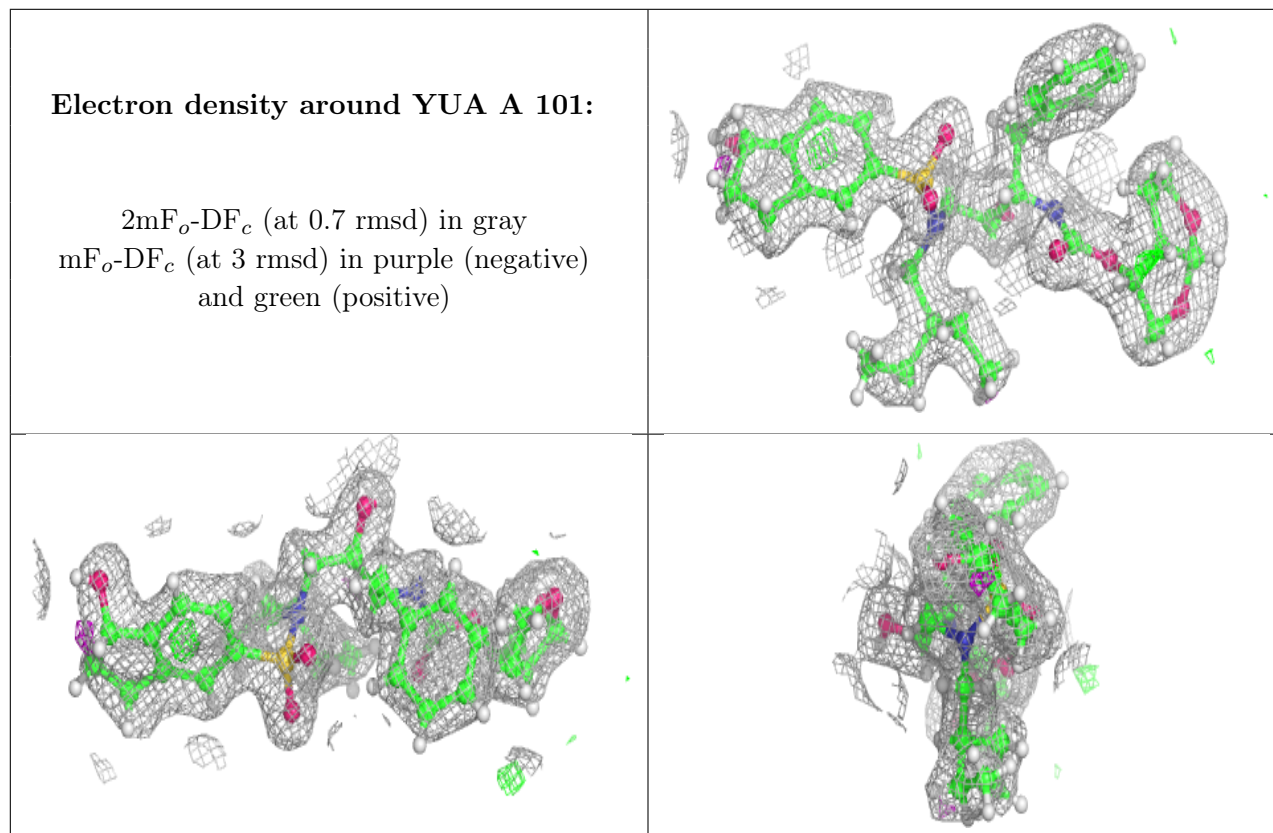 Electron density around YUA A 101:
2mFₒ-DF𝒸 (at 0.7 rmsd) in gray
mFₒ-DF𝒸 (at 3 rmsd) in purple (negative)
and green (positive)